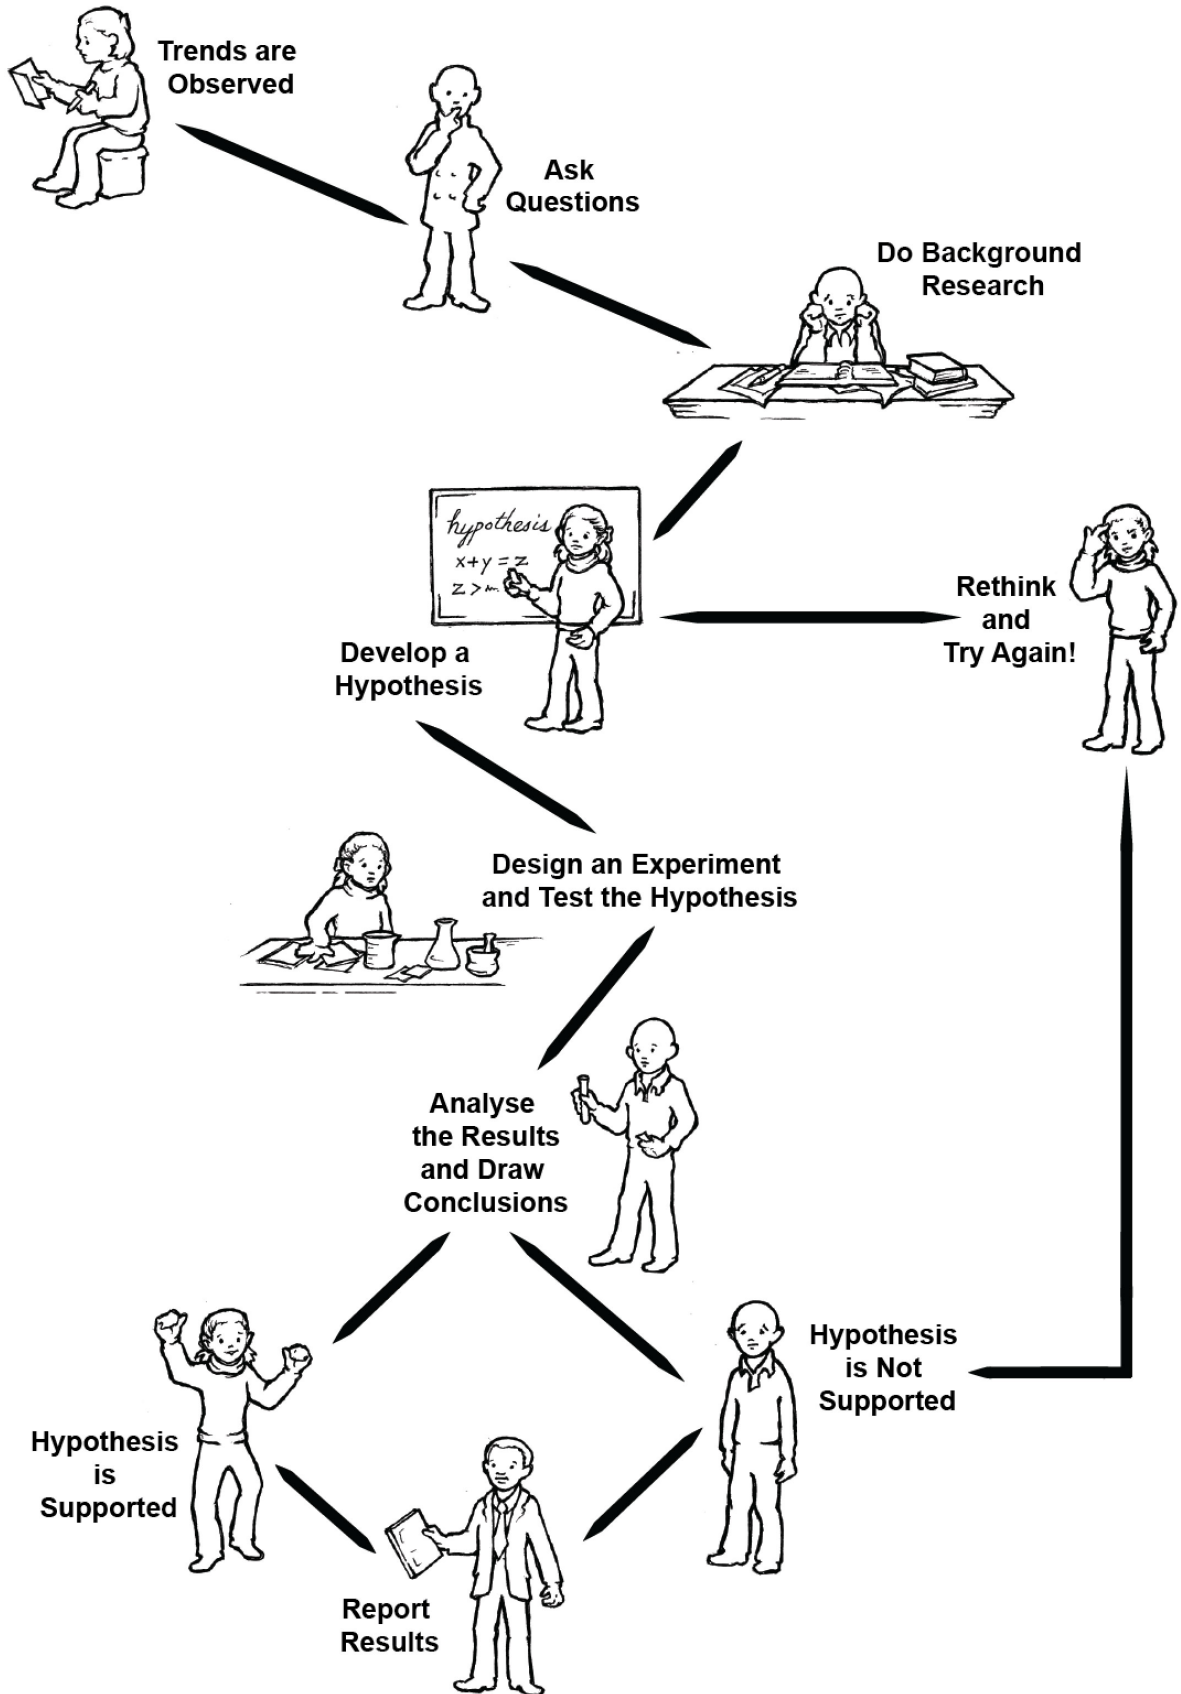 Trends are
Observed
Ask
Questions
Do Background
Research
hypothesis
x+y=z
z>
Develop a
Hypothesis
Rethink
and
Try Again!
Design an Experiment
and Test the Hypothesis
Analyse
the Results
and Draw
Conclusions
Hypothesis
is Not
Supported
Hypothesis
is
Supported
Report
Results